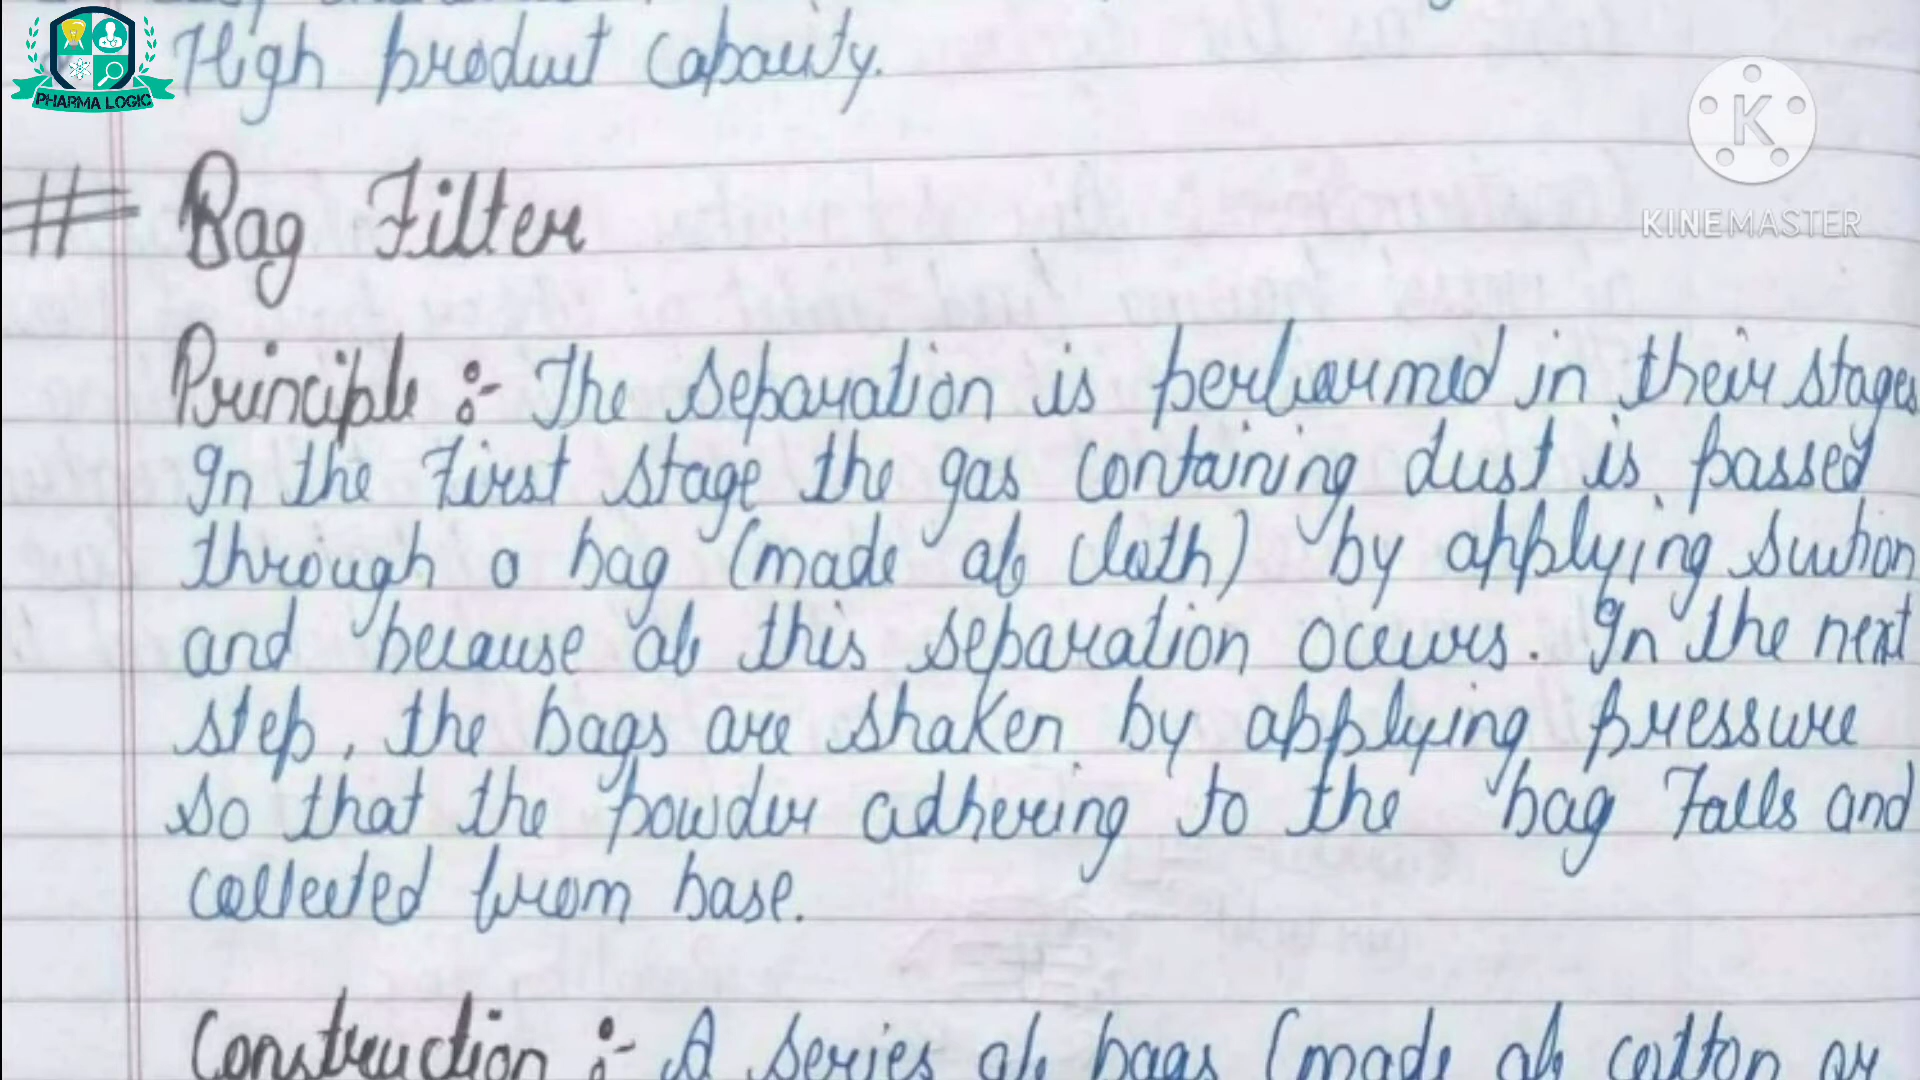 PHARMA LOGIC
High product capacity.
KINEMASTER
# Bag Filter
Principle :- The separation is performed in their stages
In the First stage the gas containing dust is passed
through a bag (made of cloth) by applying suction
and because of this separation occurs. In the next
step, the bags are shaken by applying pressure
so that the powder adhering to the bag Falls and
collected from base.
Construction :- A series of bags (made of cotton or